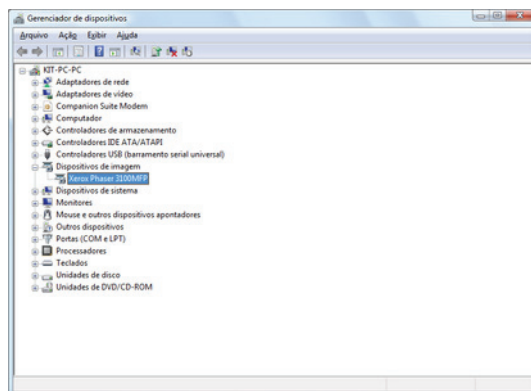 Gerenciador de dispositivos
Arquivo Ação Exibir Ajuda
KIT-PC-PC
Adaptadores de rede
Adaptadores de vídeo
Companion Suite Modem
Computador
Controladores de armazenamento
Controladores IDE ATA/ATAPI
Controladores USB (barramento serial universal)
Dispositivos de imagem
Xerox Phaser 3100MFP
Dispositivos de sistema
Monitores
Mouse e outros dispositivos apontadores
Outros dispositivos
Portas (COM e LPT)
Processadores
Teclados
Unidades de disco
Unidades de DVD/CD-ROM